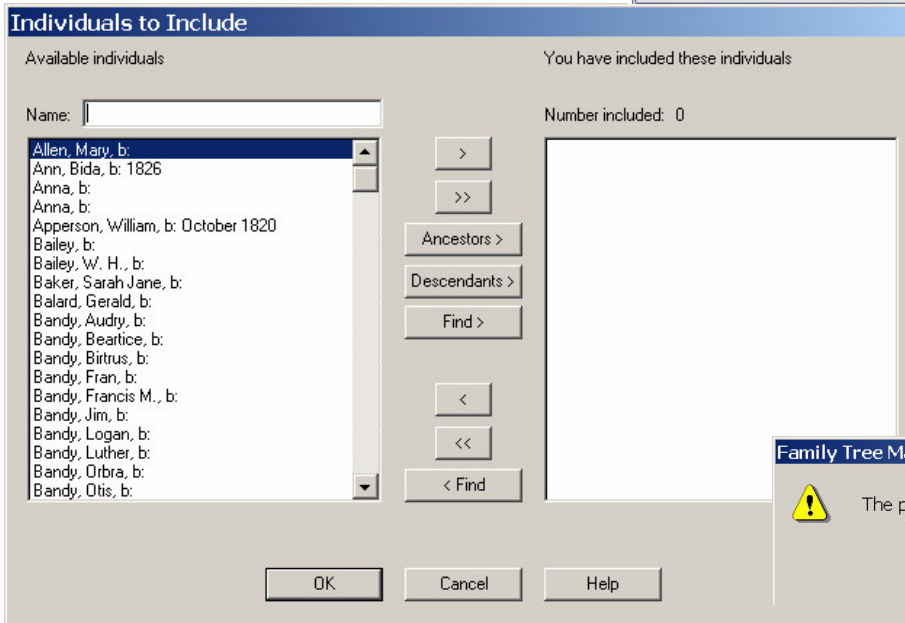 Individuals to Include
Available individuals
You have included these individuals
Name:
Number included: 0
Allen, Mary, b:
Ann, Bida, b: 1826
Anna, b:
Anna, b:
Apperson, William, b: October 1820
Bailey, b:
Bailey, W. H., b:
Baker, Sarah Jane, b:
Balard, Gerald, b:
Bandy, Audry, b:
Bandy, Beartice, b:
Bandy, Birtrus, b:
Bandy, Fran, b:
Bandy, Francis M., b:
Bandy, Jim, b:
Bandy, Logan, b:
Bandy, Luther, b:
Bandy, Orbra, b:
Bandy, Otis, b:
>
>>
Ancestors >
Descendants >
Find >
<
<<
< Find
Family Tree Ma
The p
OK
Cancel
Help